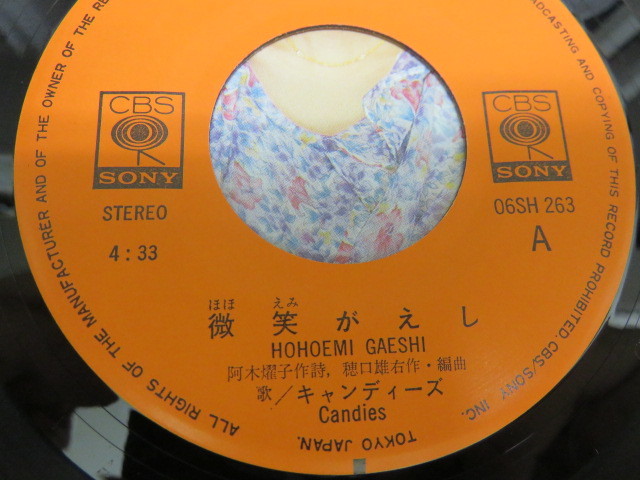 CBS
SONY
STEREO
4:33
CBS
SONY
06SH 263
A
ほほ えみ
微笑がえし
HOHOEMI GAESHI
阿木燿子作詩, 穂口雄右作・編曲
歌/キャンディーズ
Candies
ALL RIGHTS OF THE MANUFACTURER AND OF THE OWNER OF THE RE
ROADCASTING AND COPYING OF THIS RECORD PROHIBITED. CBS/SONY INC.
TOKYO JAPAN.